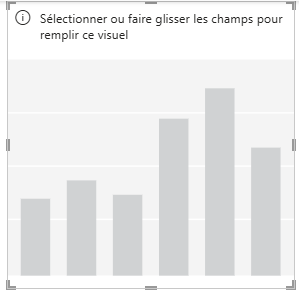 Sélectionner ou faire glisser les champs pour
remplir ce visuel